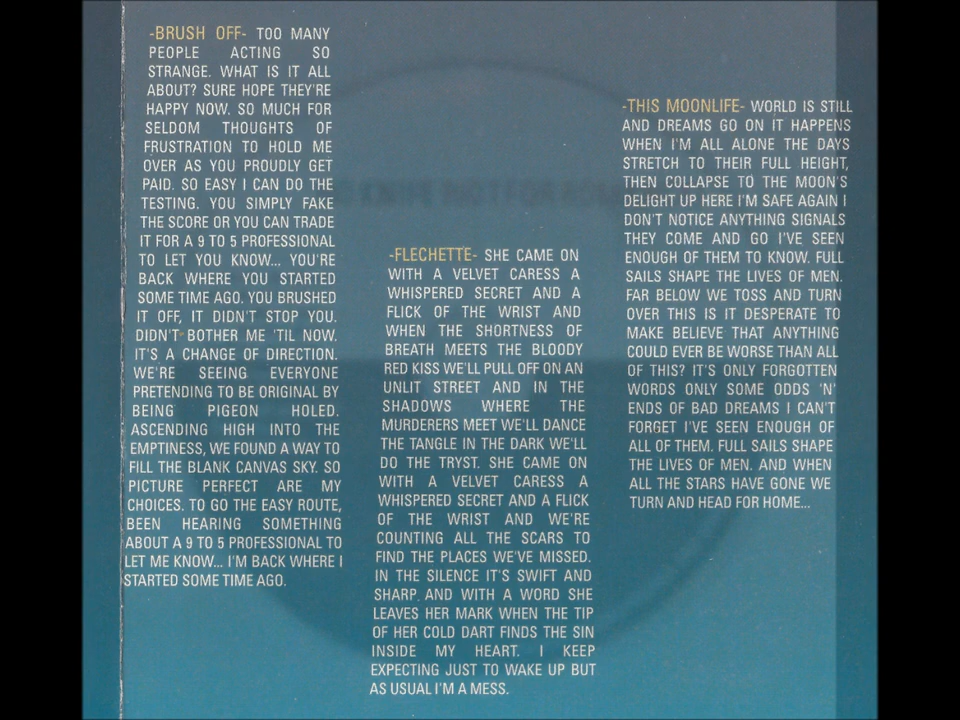 -BRUSH OFF- TOO MANY
PEOPLE ACTING SO
STRANGE. WHAT IS IT ALL
ABOUT? SURE HOPE THEY'RE
HAPPY NOW. SO MUCH FOR
SELDOM THOUGHTS OF
FRUSTRATION TO HOLD ME
OVER AS YOU PROUDLY GET
PAID. SO EASY I CAN DO THE
TESTING. YOU SIMPLY FAKE
THE SCORE OR YOU CAN TRADE
IT FOR A 9 TO 5 PROFESSIONAL
TO LET YOU KNOW... YOU'RE
BACK WHERE YOU STARTED
SOME TIME AGO. YOU BRUSHED
IT OFF, IT DIDN'T STOP YOU.
DIDN'T BOTHER ME 'TIL NOW.
IT'S A CHANGE OF DIRECTION.
WE'RE SEEING EVERYONE
PRETENDING TO BE ORIGINAL BY
BEING PIGEON HOLED.
ASCENDING HIGH INTO THE
EMPTINESS, WE FOUND A WAY TO
FILL THE BLANK CANVAS SKY. SO
PICTURE PERFECT ARE MY
CHOICES. TO GO THE EASY ROUTE,
BEEN HEARING SOMETHING
ABOUT A 9 TO 5 PROFESSIONAL TO
LET ME KNOW... I'M BACK WHERE I
STARTED SOME TIME AGO.
-FLECHETTE- SHE CAME ON
WITH A VELVET CARESS A
WHISPERED SECRET AND A
FLICK OF THE WRIST AND
WHEN THE SHORTNESS OF
BREATH MEETS THE BLOODY
RED KISS WE'LL PULL OFF ON AN
UNLIT STREET AND IN THE
SHADOWS WHERE THE
MURDERERS MEET WE'LL DANCE
THE TANGLE IN THE DARK WE'LL
DO THE TRYST. SHE CAME ON
WITH A VELVET CARESS A
WHISPERED SECRET AND A FLICK
OF THE WRIST AND WE'RE
COUNTING ALL THE SCARS TO
FIND THE PLACES WE'VE MISSED.
IN THE SILENCE IT'S SWIFT AND
SHARP. AND WITH A WORD SHE
LEAVES HER MARK WHEN THE TIP
OF HER COLD DART FINDS THE SIN
INSIDE MY HEART. I KEEP
EXPECTING JUST TO WAKE UP BUT
AS USUAL I'M A MESS.
-THIS MOONLIFE- WORLD IS STILL
AND DREAMS GO ON IT HAPPENS
WHEN I'M ALL ALONE THE DAYS
STRETCH TO THEIR FULL HEIGHT,
THEN COLLAPSE TO THE MOON'S
DELIGHT UP HERE I'M SAFE AGAIN I
DON'T NOTICE ANYTHING SIGNALS
THEY COME AND GO I'VE SEEN
ENOUGH OF THEM TO KNOW. FULL
SAILS SHAPE THE LIVES OF MEN.
FAR BELOW WE TOSS AND TURN
OVER THIS IS IT DESPERATE TO
MAKE BELIEVE THAT ANYTHING
COULD EVER BE WORSE THAN ALL
OF THIS? IT'S ONLY FORGOTTEN
WORDS ONLY SOME ODDS 'N'
ENDS OF BAD DREAMS I CAN'T
FORGET I'VE SEEN ENOUGH OF
ALL OF THEM. FULL SAILS SHAPE
THE LIVES OF MEN. AND WHEN
ALL THE STARS HAVE GONE WE
TURN AND HEAD FOR HOME...